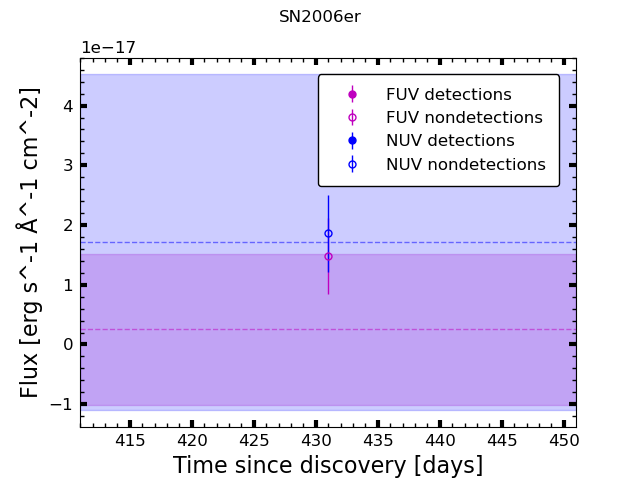 SN2006er
1e−17
Flux [erg s^-1 Å^-1 cm^-2]
4
3
2
1
0
−1
FUV detections
FUV nondetections
NUV detections
NUV nondetections
415 420 425 430 435 440 445 450
Time since discovery [days]